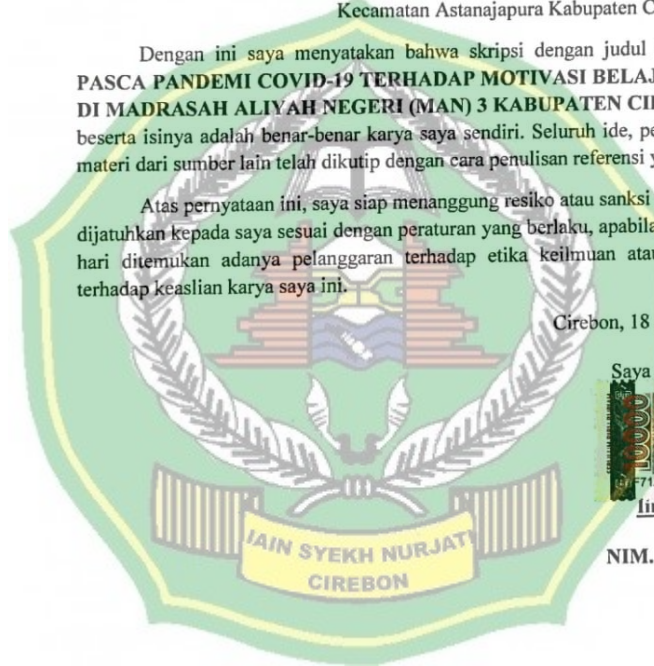 Kecamatan Astanajapura Kabupaten C
Dengan ini saya menyatakan bahwa skripsi dengan judul
PASCA PANDEMI COVID-19 TERHADAP MOTIVASI BELAJ
DI MADRASAH ALIYAH NEGERI (MAN) 3 KABUPATEN CI
beserta isinya adalah benar-benar karya saya sendiri. Seluruh ide, pe
materi dari sumber lain telah dikutip dengan cara penulisan referensi y
Atas pernyataan ini, saya siap menanggung resiko atau sanksi
dijatuhkan kepada saya sesuai dengan peraturan yang berlaku, apabila
hari ditemukan adanya pelanggaran terhadap etika keilmuan atau
terhadap keaslian karya saya ini.
Cirebon, 18
Saya
10000
Iin
NIM.
IAIN SYEKH NURJATI
CIREBON